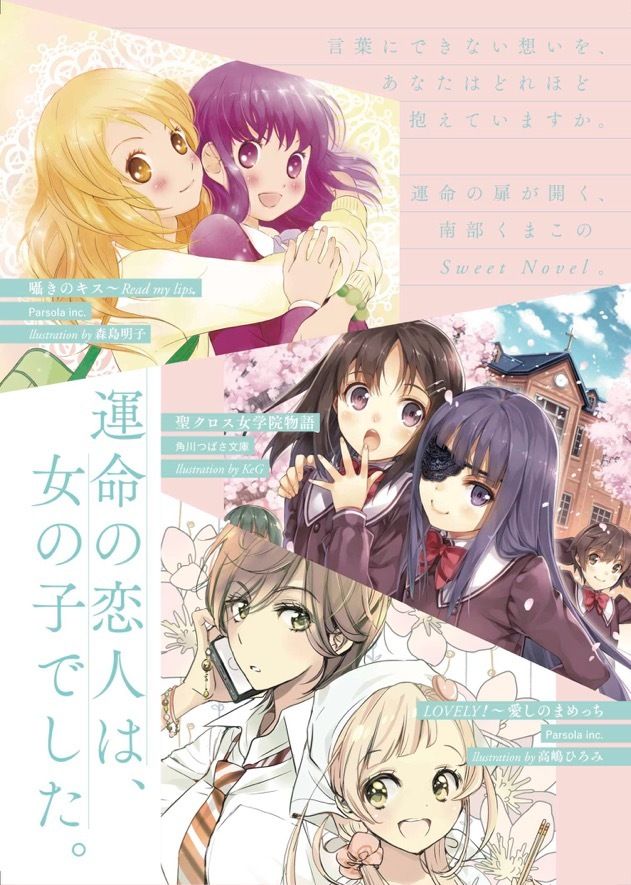 言葉にできない想いを、
あなたはどれほど
抱えていますか。
運命の扉が開く、
南部くまこの
Sweet Novel。
囁きのキス〜Read my lips.
Parsola inc.
llustration by 森島明子
聖クロス女学院物語
角川つばさ文庫
llustration by KeG
運命の恋人は、
女の子でした。
LOVELY!〜愛しのまめっち
Parsola inc.
llustration by 高嶋ひろみ